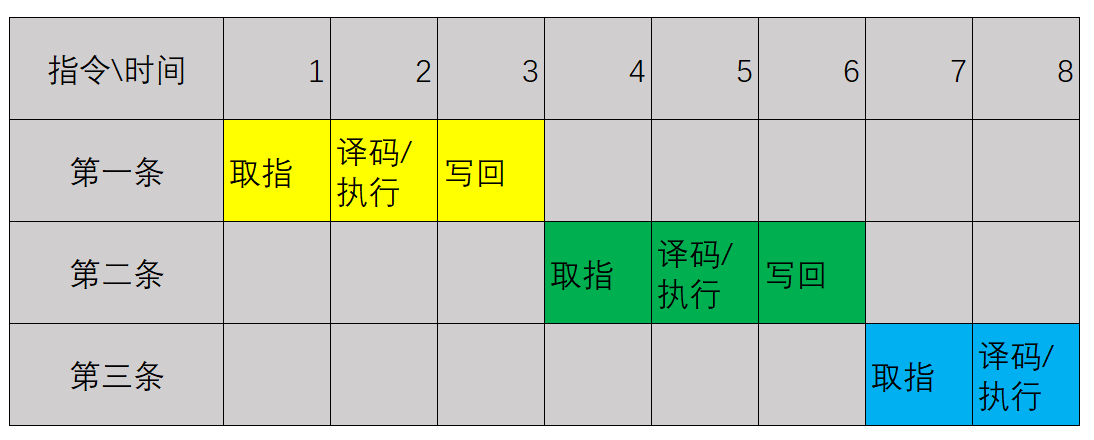 指令\时间 1 2 3 4 5 6 7 8
第一条 取指 译码/ 写回
执行
第二条 取指 译码/ 写回
执行
第三条 取指 译码/
执行